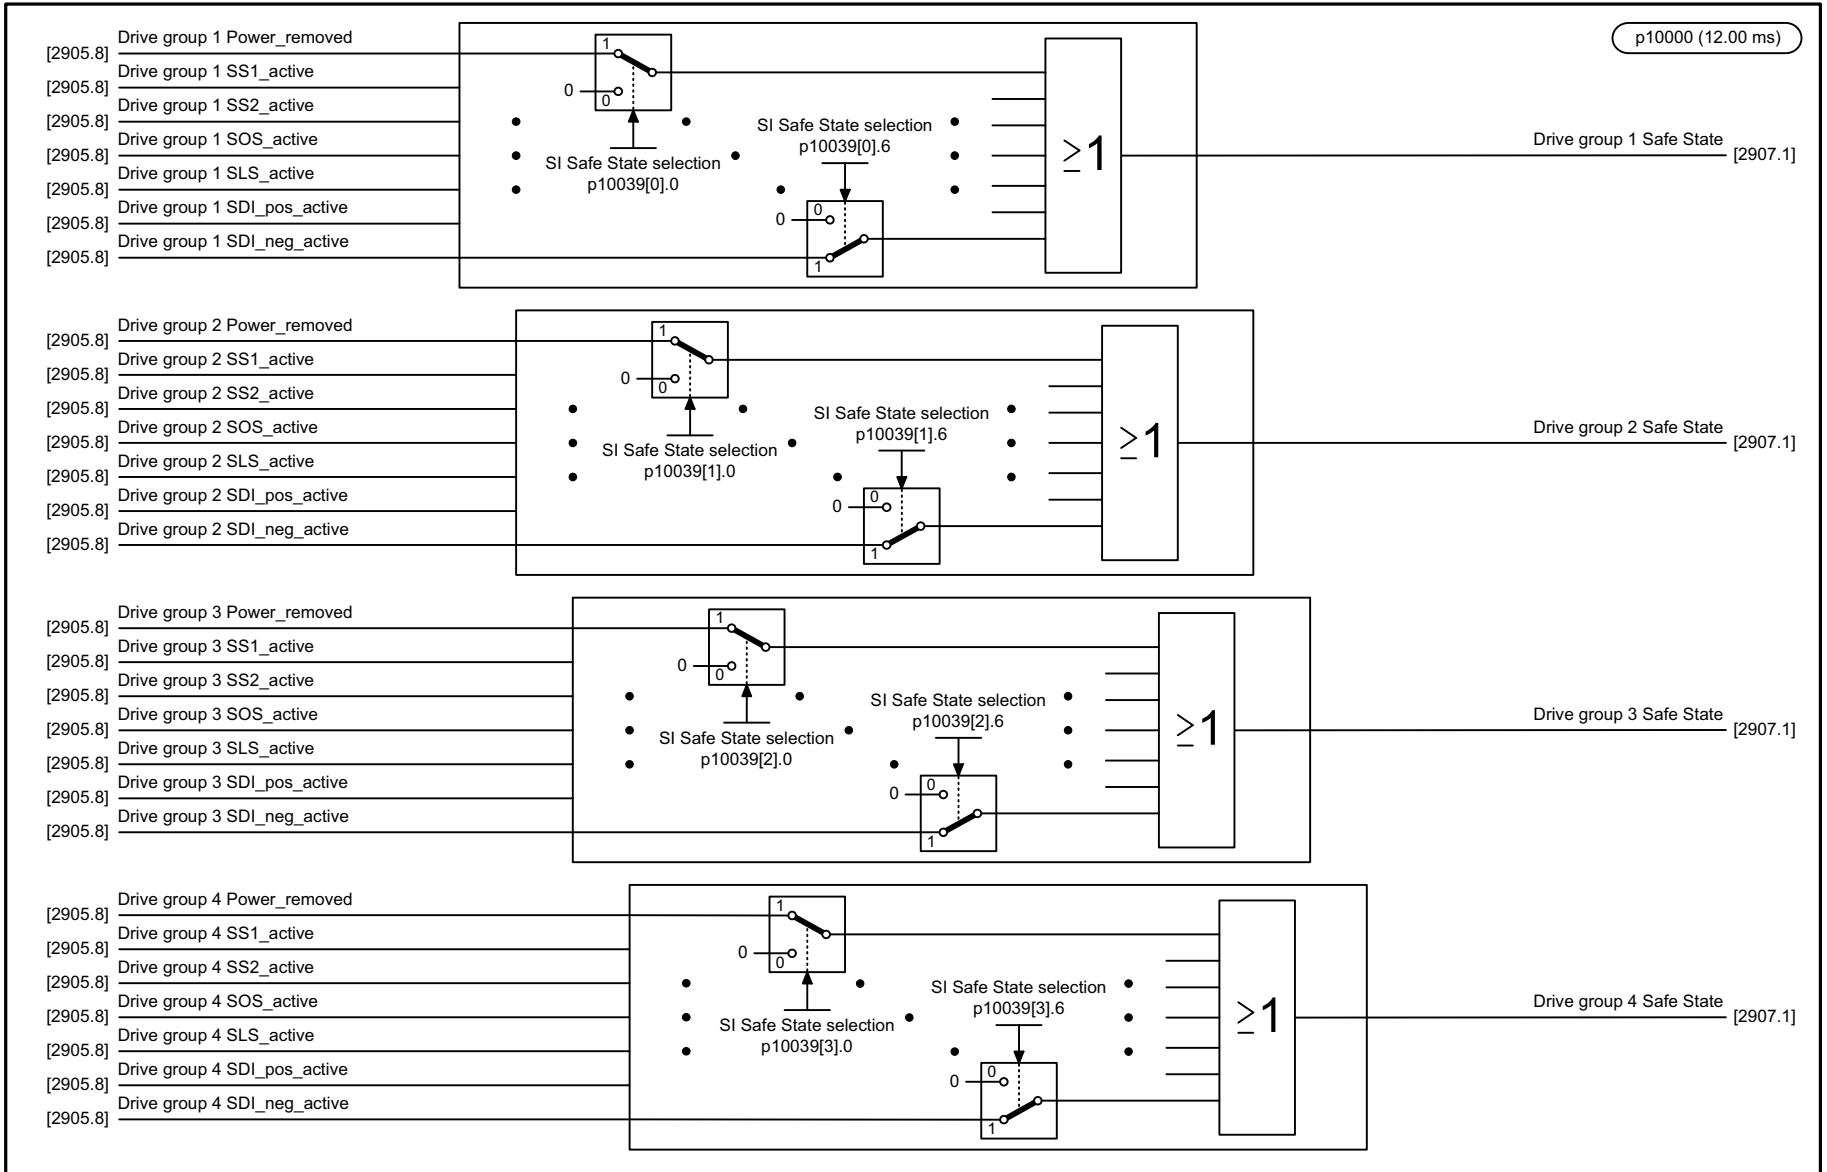 p10000 (12.00 ms)
Drive group 1 Power_removed
[2905.8]
Drive group 1 SS1_active
[2905.8]
Drive group 1 SS2_active
[2905.8]
Drive group 1 SOS_active
[2905.8]
Drive group 1 SLS_active
[2905.8]
Drive group 1 SDI_pos_active
[2905.8]
Drive group 1 SDI_neg_active
[2905.8]
1
0
0
SI Safe State selection
p10039[0].0
SI Safe State selection
p10039[0].6
0
0
1
≥1
Drive group 1 Safe State
[2907.1]
Drive group 2 Power_removed
[2905.8]
Drive group 2 SS1_active
[2905.8]
Drive group 2 SS2_active
[2905.8]
Drive group 2 SOS_active
[2905.8]
Drive group 2 SLS_active
[2905.8]
Drive group 2 SDI_pos_active
[2905.8]
Drive group 2 SDI_neg_active
[2905.8]
1
0
0
SI Safe State selection
p10039[1].0
SI Safe State selection
p10039[1].6
0
0
1
≥1
Drive group 2 Safe State
[2907.1]
Drive group 3 Power_removed
[2905.8]
Drive group 3 SS1_active
[2905.8]
Drive group 3 SS2_active
[2905.8]
Drive group 3 SOS_active
[2905.8]
Drive group 3 SLS_active
[2905.8]
Drive group 3 SDI_pos_active
[2905.8]
Drive group 3 SDI_neg_active
[2905.8]
1
0
0
SI Safe State selection
p10039[2].0
SI Safe State selection
p10039[2].6
0
0
1
≥1
Drive group 3 Safe State
[2907.1]
Drive group 4 Power_removed
[2905.8]
Drive group 4 SS1_active
[2905.8]
Drive group 4 SS2_active
[2905.8]
Drive group 4 SOS_active
[2905.8]
Drive group 4 SLS_active
[2905.8]
Drive group 4 SDI_pos_active
[2905.8]
Drive group 4 SDI_neg_active
[2905.8]
1
0
0
SI Safe State selection
p10039[3].0
SI Safe State selection
p10039[3].6
0
0
1
≥1
Drive group 4 Safe State
[2907.1]